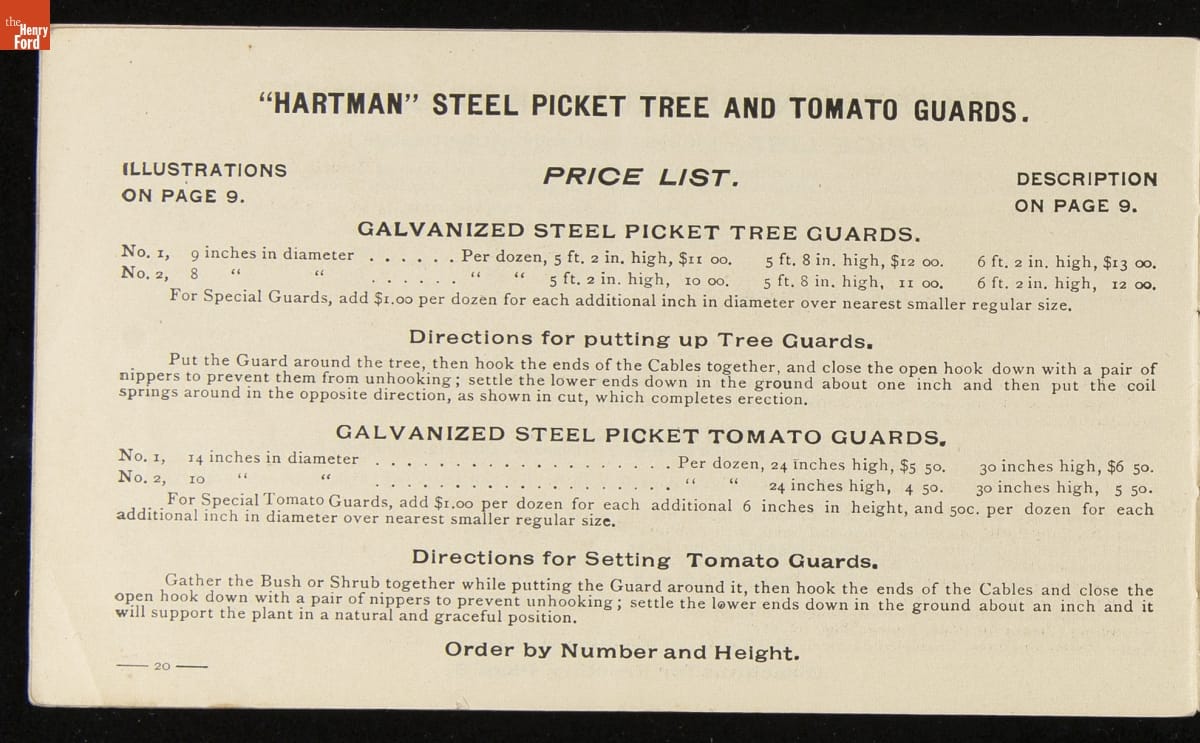 the
Henry
Ford
"HARTMAN" STEEL PICKET TREE AND TOMATO GUARDS.
ILLUSTRATIONS
ON PAGE 9.
PRICE LIST.
DESCRIPTION
ON PAGE 9.
GALVANIZED STEEL PICKET TREE GUARDS.
No. 1, 9 inches in diameter . . . . . . Per dozen, 5 ft. 2 in. high, $11 00. 5 ft. 8 in. high, $12 00. 6 ft. 2 in. high, $13 00.
No. 2, 8 " " . . . . . . " " 5 ft. 2 in. high, 10 00. 5 ft. 8 in. high, 11 00. 6 ft. 2 in. high, 12 00.
For Special Guards, add $1.00 per dozen for each additional inch in diameter over nearest smaller regular size.
Directions for putting up Tree Guards.
Put the Guard around the tree, then hook the ends of the Cables together, and close the open hook down with a pair of
nippers to prevent them from unhooking; settle the lower ends down in the ground about one inch and then put the coil
springs around in the opposite direction, as shown in cut, which completes erection.
GALVANIZED STEEL PICKET TOMATO GUARDS.
No. 1, 14 inches in diameter . . . . . . . . . . . . . . . . . . . Per dozen, 24 inches high, $5 50. 30 inches high, $6 50.
No. 2, 10 " " . . . . . . . . . . . . . . . . . . . " " 24 inches high, 4 50. 30 inches high, 5 50.
For Special Tomato Guards, add $1.00 per dozen for each additional 6 inches in height, and 50c. per dozen for each
additional inch in diameter over nearest smaller regular size.
Directions for Setting Tomato Guards.
Gather the Bush or Shrub together while putting the Guard around it, then hook the ends of the Cables and close the
open hook down with a pair of nippers to prevent unhooking; settle the lower ends down in the ground about an inch and it
will support the plant in a natural and graceful position.
Order by Number and Height.
— 20 —